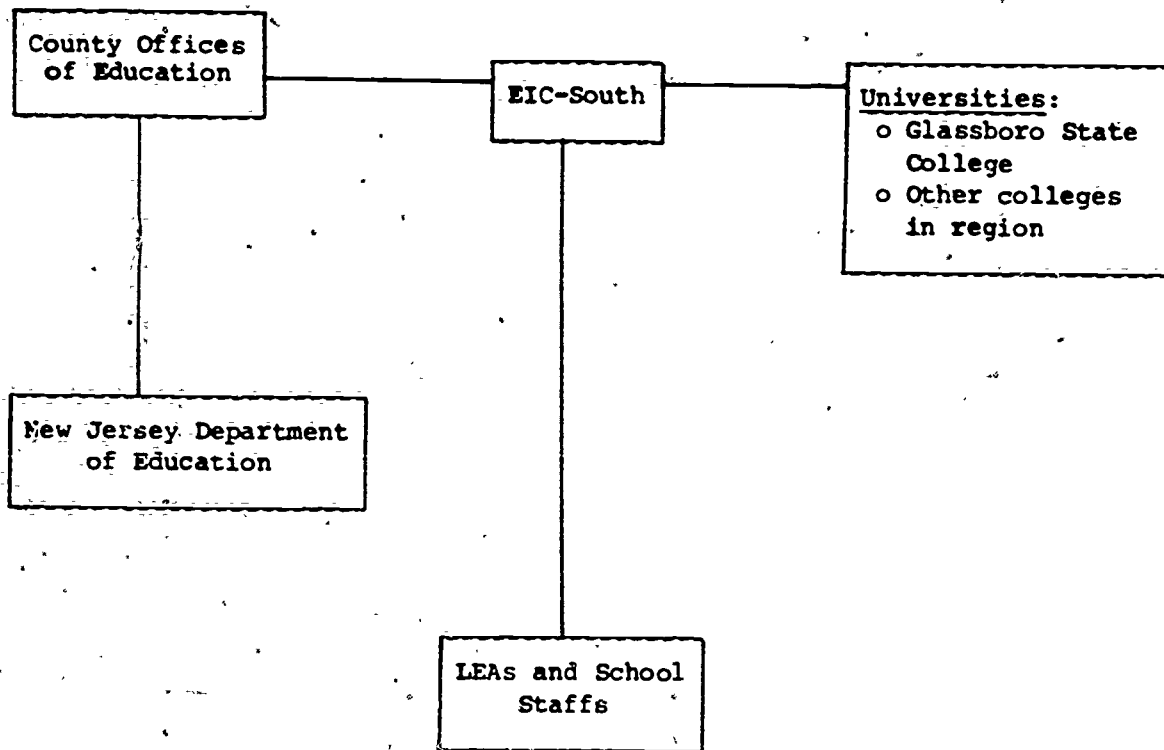 County Offices
of Education
EIC-South
Universities:
o Glassboro State
College
o Other colleges
in region
New Jersey Department
of Education
LEAs and School
Staffs